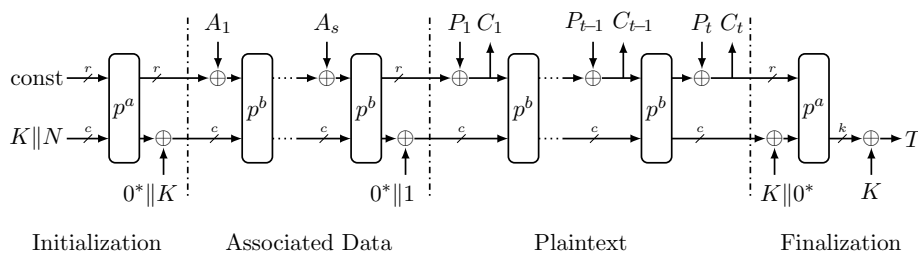 A₁ Aₛ P₁ C₁ Pₜ₋₁ Cₜ₋₁ Pₜ Cₜ
const r pᵃ r pᵇ pᵇ r pᵇ pᵇ r pᵃ
K‖N c c c c c c c k T
0*‖K 0*‖1 K‖0* K
Initialization Associated Data Plaintext Finalization